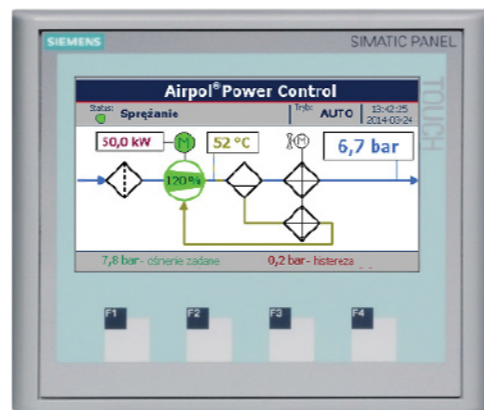 SIEMENS
SIMATIC PANEL
TOUCH
Airpol® Power Control
Status: Sprężanie
Tryb: AUTO
13:42:25
2014-03-24
50,0 kW
M
52 °C
M
6,7 bar
120%
7,8 bar - ciśnienie zadane
0,2 bar - histereza
F1
F2
F3
F4